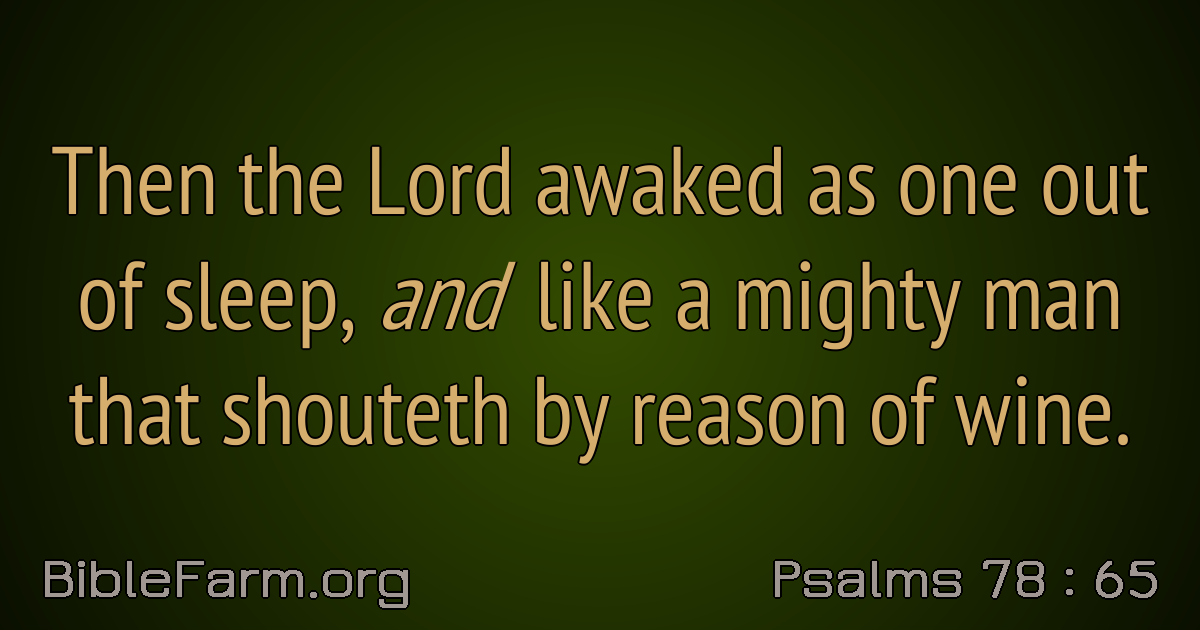 Then the Lord awaked as one out
of sleep, and like a mighty man
that shouteth by reason of wine.
BibleFarm.org
Psalms 78 : 65